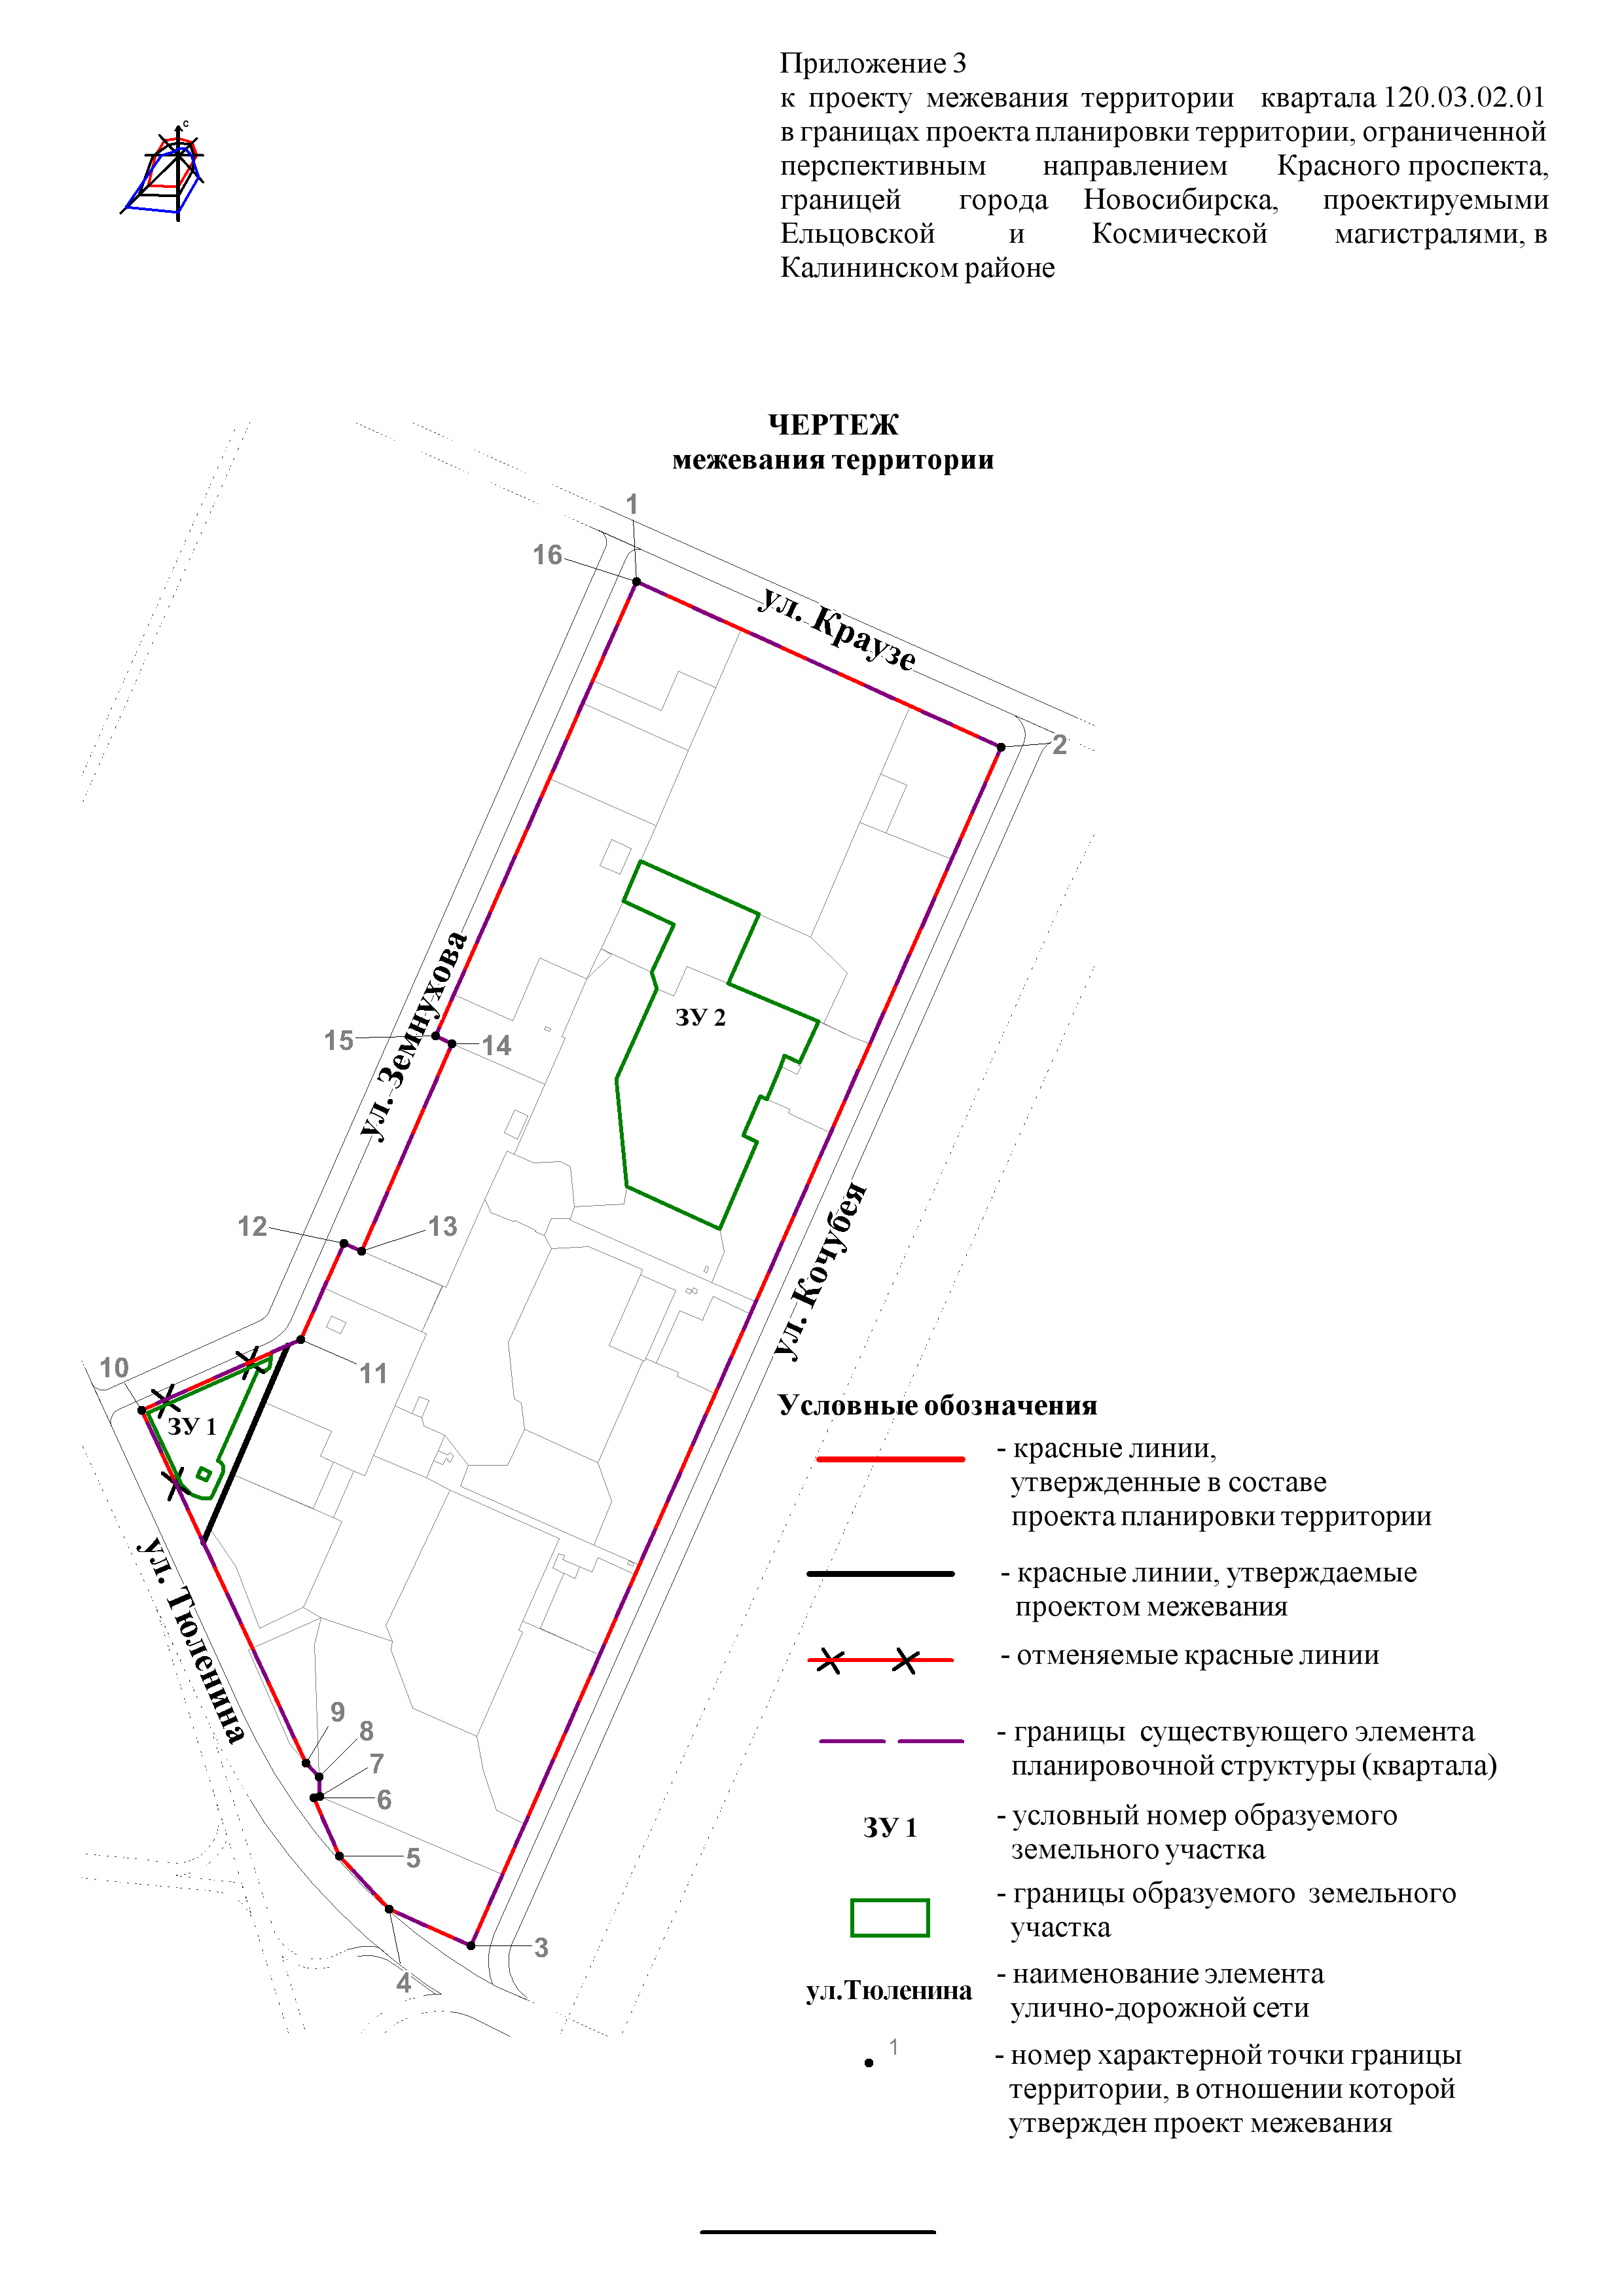 Приложение 3
к проекту межевания территории квартала 120.03.02.01
в границах проекта планировки территории, ограниченной
перспективным направлением Красного проспекта,
границей города Новосибирска, проектируемыми
Ельцовской и Космической магистралями, в
Калининском районе
с
ЧЕРТЕЖ
межевания территории
1
16
ул. Краузе
2
ул. Земнухова
ЗУ 2
15
14
12
13
ул. Кочубея
10
11
ЗУ 1
ул. Тюленина
9
8
7
6
5
3
4
Условные обозначения
- красные линии,
утвержденные в составе
проекта планировки территории
- красные линии, утверждаемые
проектом межевания
- отменяемые красные линии
- границы существующего элемента
планировочной структуры (квартала)
ЗУ 1
- условный номер образуемого
земельного участка
- границы образуемого земельного
участка
ул.Тюленина
- наименование элемента
улично-дорожной сети
1
- номер характерной точки границы
территории, в отношении которой
утвержден проект межевания